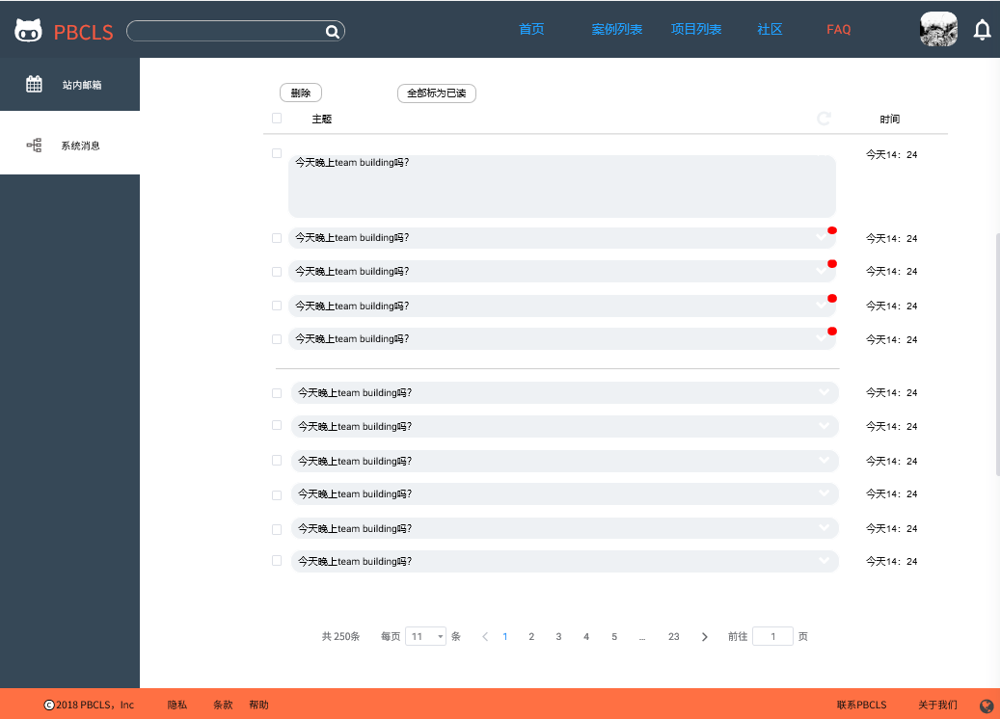 PBCLS 首页 案例列表 项目列表 社区 FAQ
站内邮箱
系统消息
删除 全部标为已读
主题 时间
今天晚上team building吗? 今天14：24
今天晚上team building吗? 今天14：24
今天晚上team building吗? 今天14：24
今天晚上team building吗? 今天14：24
今天晚上team building吗? 今天14：24
今天晚上team building吗? 今天14：24
今天晚上team building吗? 今天14：24
今天晚上team building吗? 今天14：24
今天晚上team building吗? 今天14：24
今天晚上team building吗? 今天14：24
今天晚上team building吗? 今天14：24
共 250条 每页 11 条 1 2 3 4 5 ... 23 前往 1 页
©2018 PBCLS，Inc 隐私 条款 帮助 联系PBCLS 关于我们